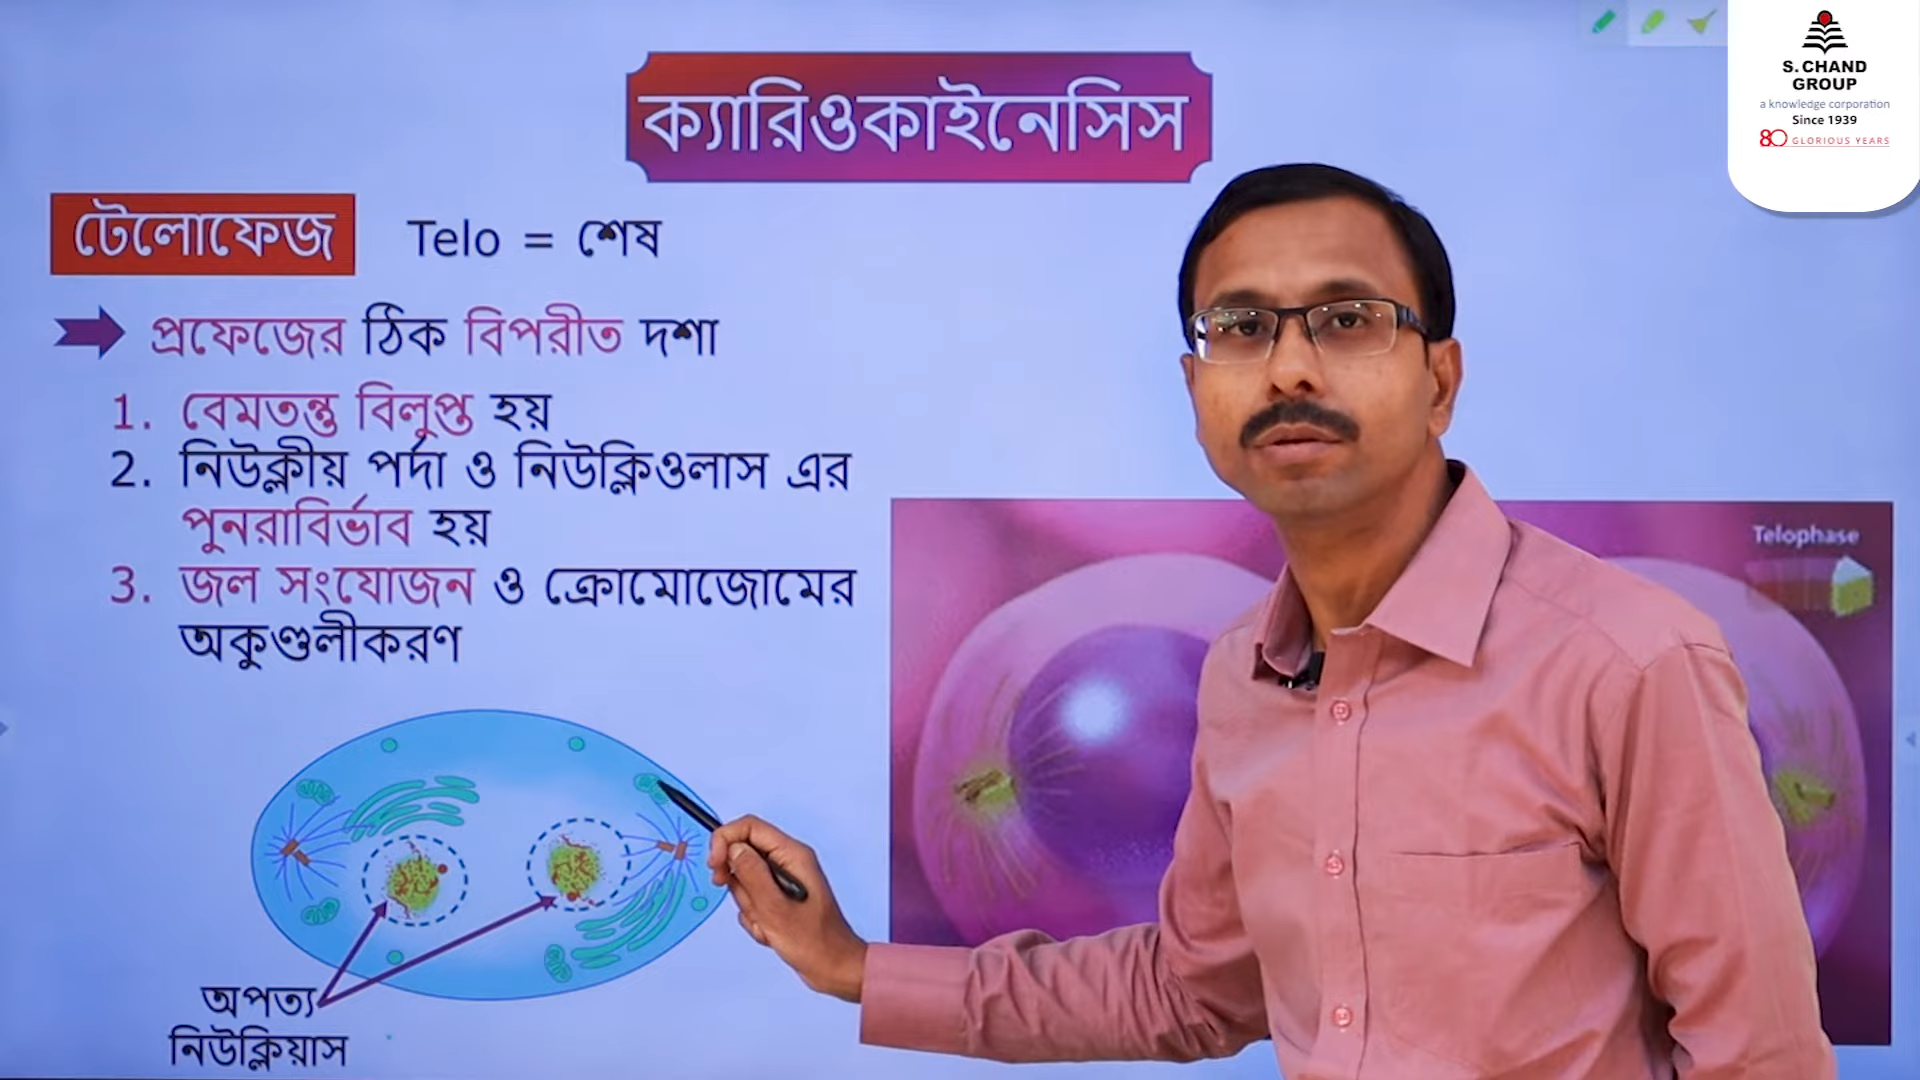 S. CHAND
GROUP
a knowledge corporation
Since 1939
80 GLORIOUS YEARS
ক্যারিওকাইনেসিস
টেলোফেজ
Telo = শেষ
প্রফেজের ঠিক বিপরীত দশা
1. বেমতন্তু বিলুপ্ত হয়
2. নিউক্লীয় পর্দা ও নিউক্লিওলাস এর
পুনরাবির্ভাব হয়
3. জল সংযোজন ও ক্রোমোজোমের
অকুণ্ডলীকরণ
Telophase
অপত্য
নিউক্লিয়াস